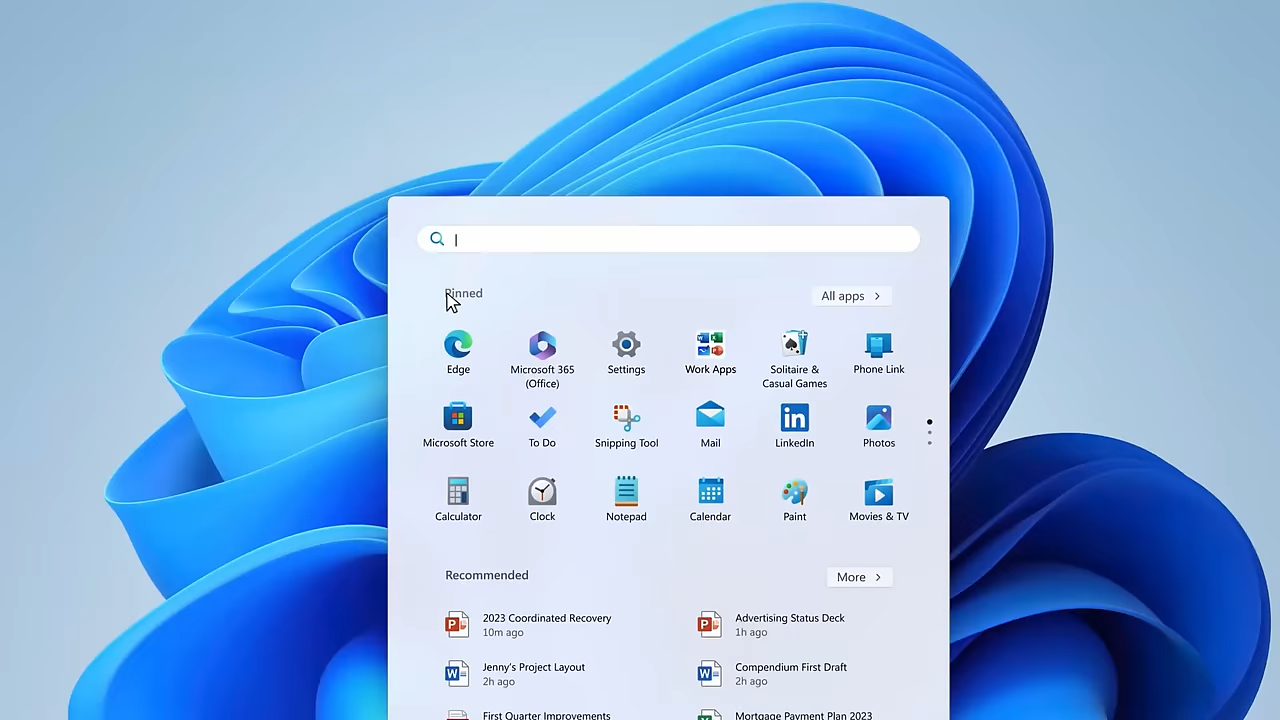 Pinned
All apps
Edge
Microsoft 365
(Office)
Settings
Work Apps
Solitaire &
Casual Games
Phone Link
Microsoft Store
To Do
Snipping Tool
Mail
LinkedIn
Photos
Calculator
Clock
Notepad
Calendar
Paint
Movies & TV
Recommended
More
2023 Coordinated Recovery
10m ago
Advertising Status Deck
1h ago
Jenny's Project Layout
2h ago
Compendium First Draft
2h ago
First Quarter Improvements
Mortgage Payment Plan 2023